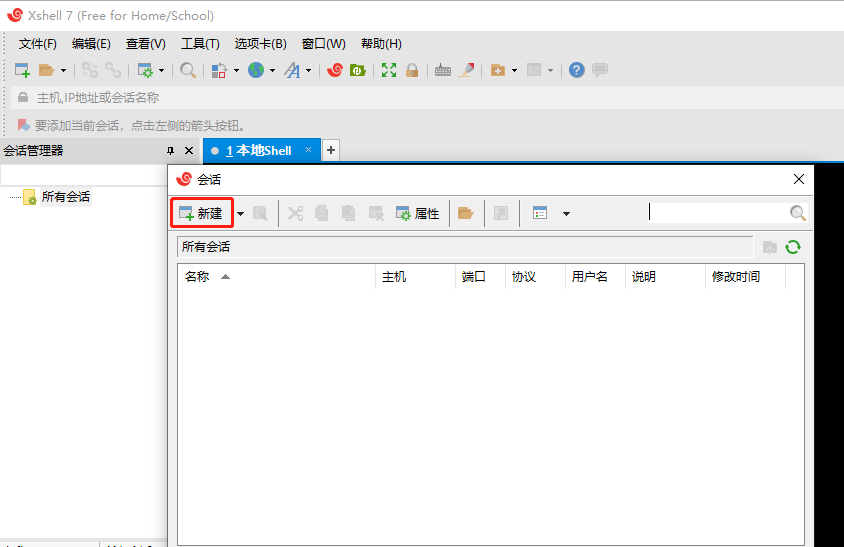 Xshell 7 (Free for Home/School)
文件(F) 编辑(E) 查看(V) 工具(T) 选项卡(B) 窗口(W) 帮助(H)
主机,IP地址或会话名称
要添加当前会话，点击左侧的箭头按钮。
会话管理器
1 本地Shell
会话
所有会话
新建 属性
所有会话
名称 主机 端口 协议 用户名 说明 修改时间